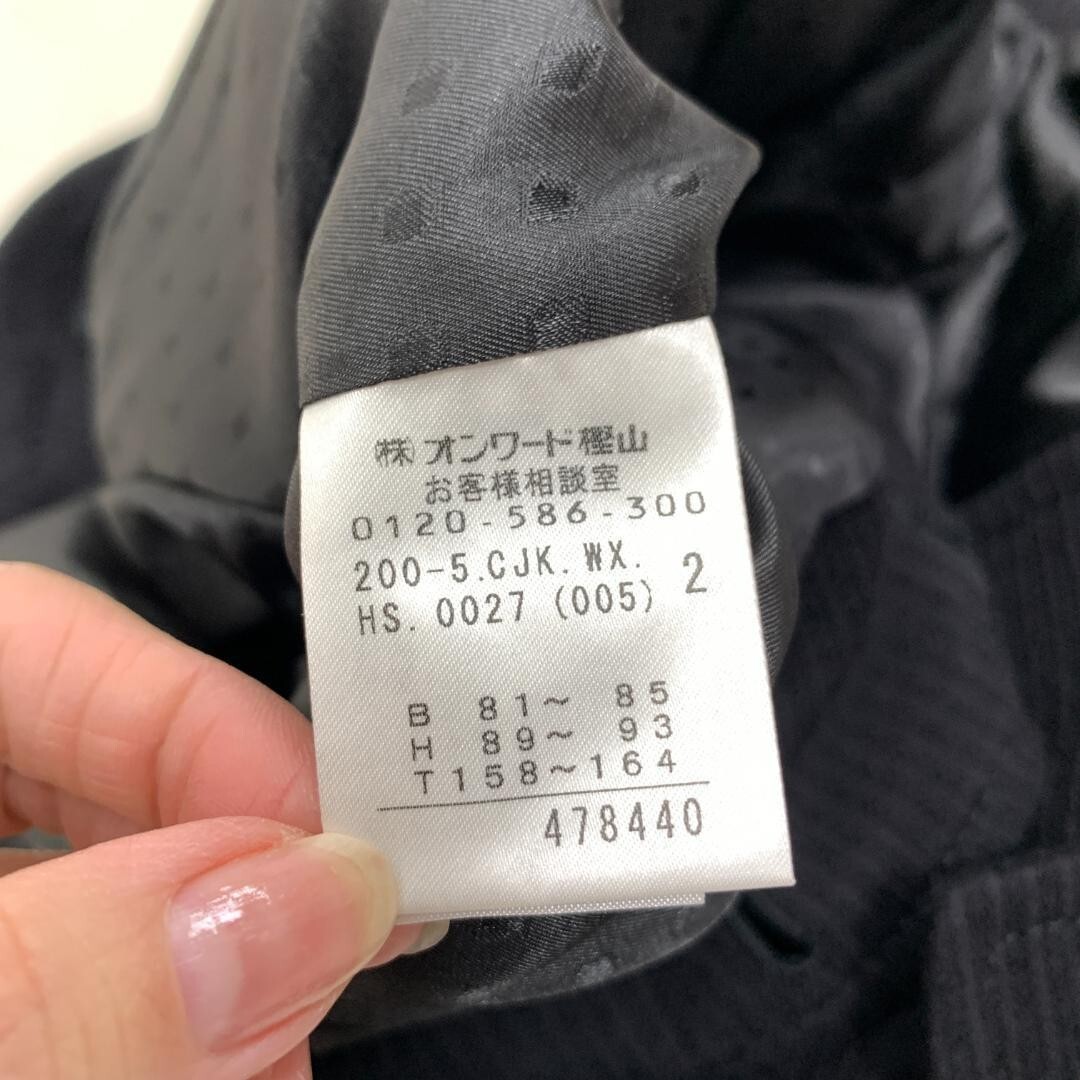 ㈱オンワード樫山
お客様相談室
0120-586-300
200-5.CJK.WX. 2
HS.0027 (005)
B 81~ 85
H 89~ 93
T158~164
478440